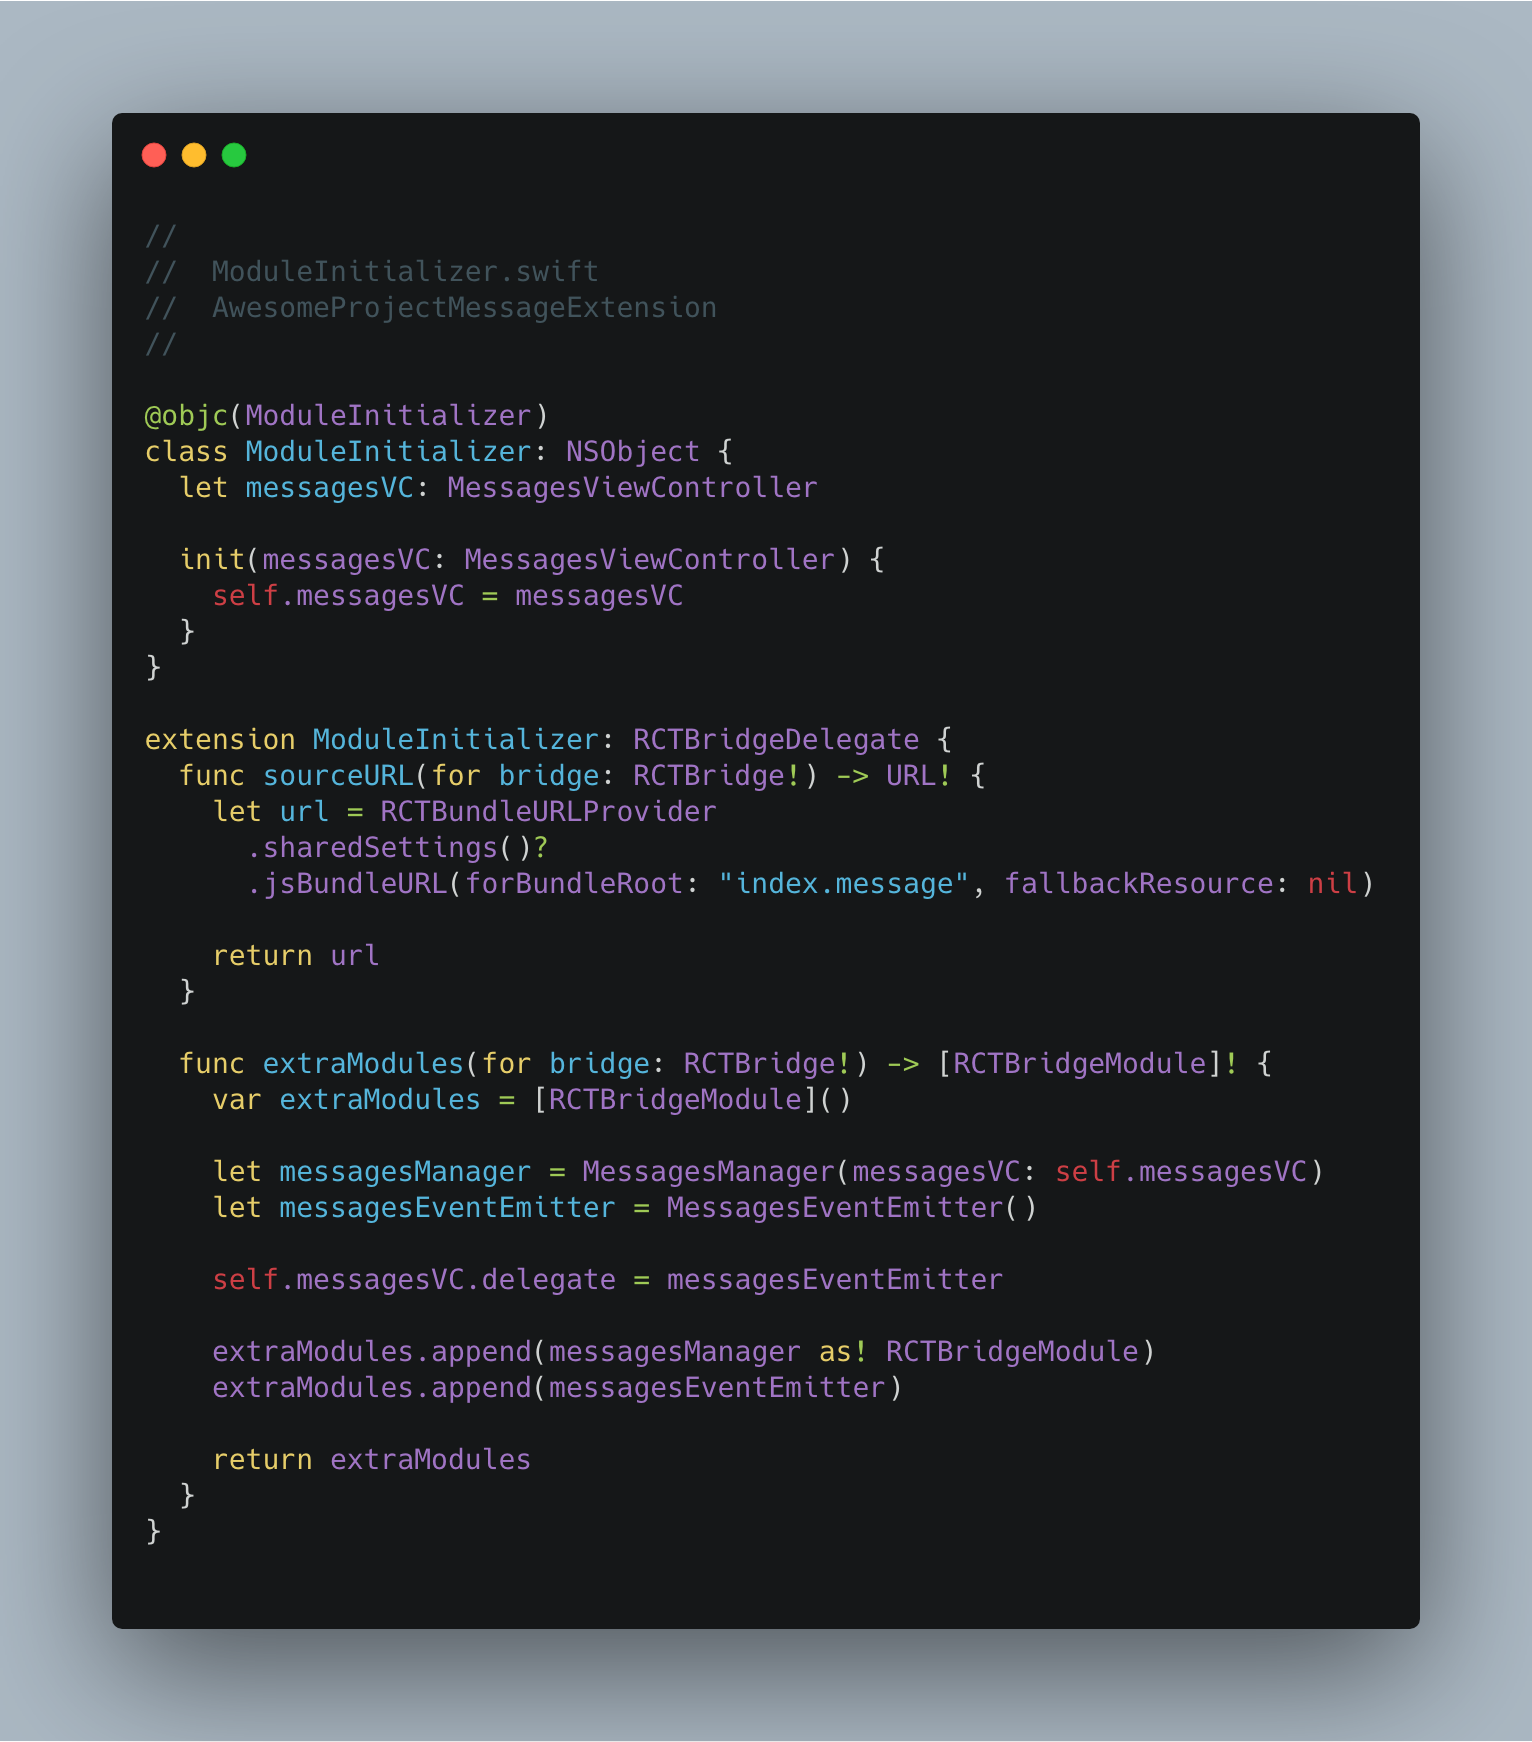 //
//  ModuleInitializer.swift
//  AwesomeProjectMessageExtension
//

@objc(ModuleInitializer)
class ModuleInitializer: NSObject {
  let messagesVC: MessagesViewController

  init(messagesVC: MessagesViewController) {
    self.messagesVC = messagesVC
  }
}

extension ModuleInitializer: RCTBridgeDelegate {
  func sourceURL(for bridge: RCTBridge!) -> URL! {
    let url = RCTBundleURLProvider
      .sharedSettings()?
      .jsBundleURL(forBundleRoot: "index.message", fallbackResource: nil)

    return url
  }

  func extraModules(for bridge: RCTBridge!) -> [RCTBridgeModule]! {
    var extraModules = [RCTBridgeModule]()

    let messagesManager = MessagesManager(messagesVC: self.messagesVC)
    let messagesEventEmitter = MessagesEventEmitter()

    self.messagesVC.delegate = messagesEventEmitter

    extraModules.append(messagesManager as! RCTBridgeModule)
    extraModules.append(messagesEventEmitter)

    return extraModules
  }
}